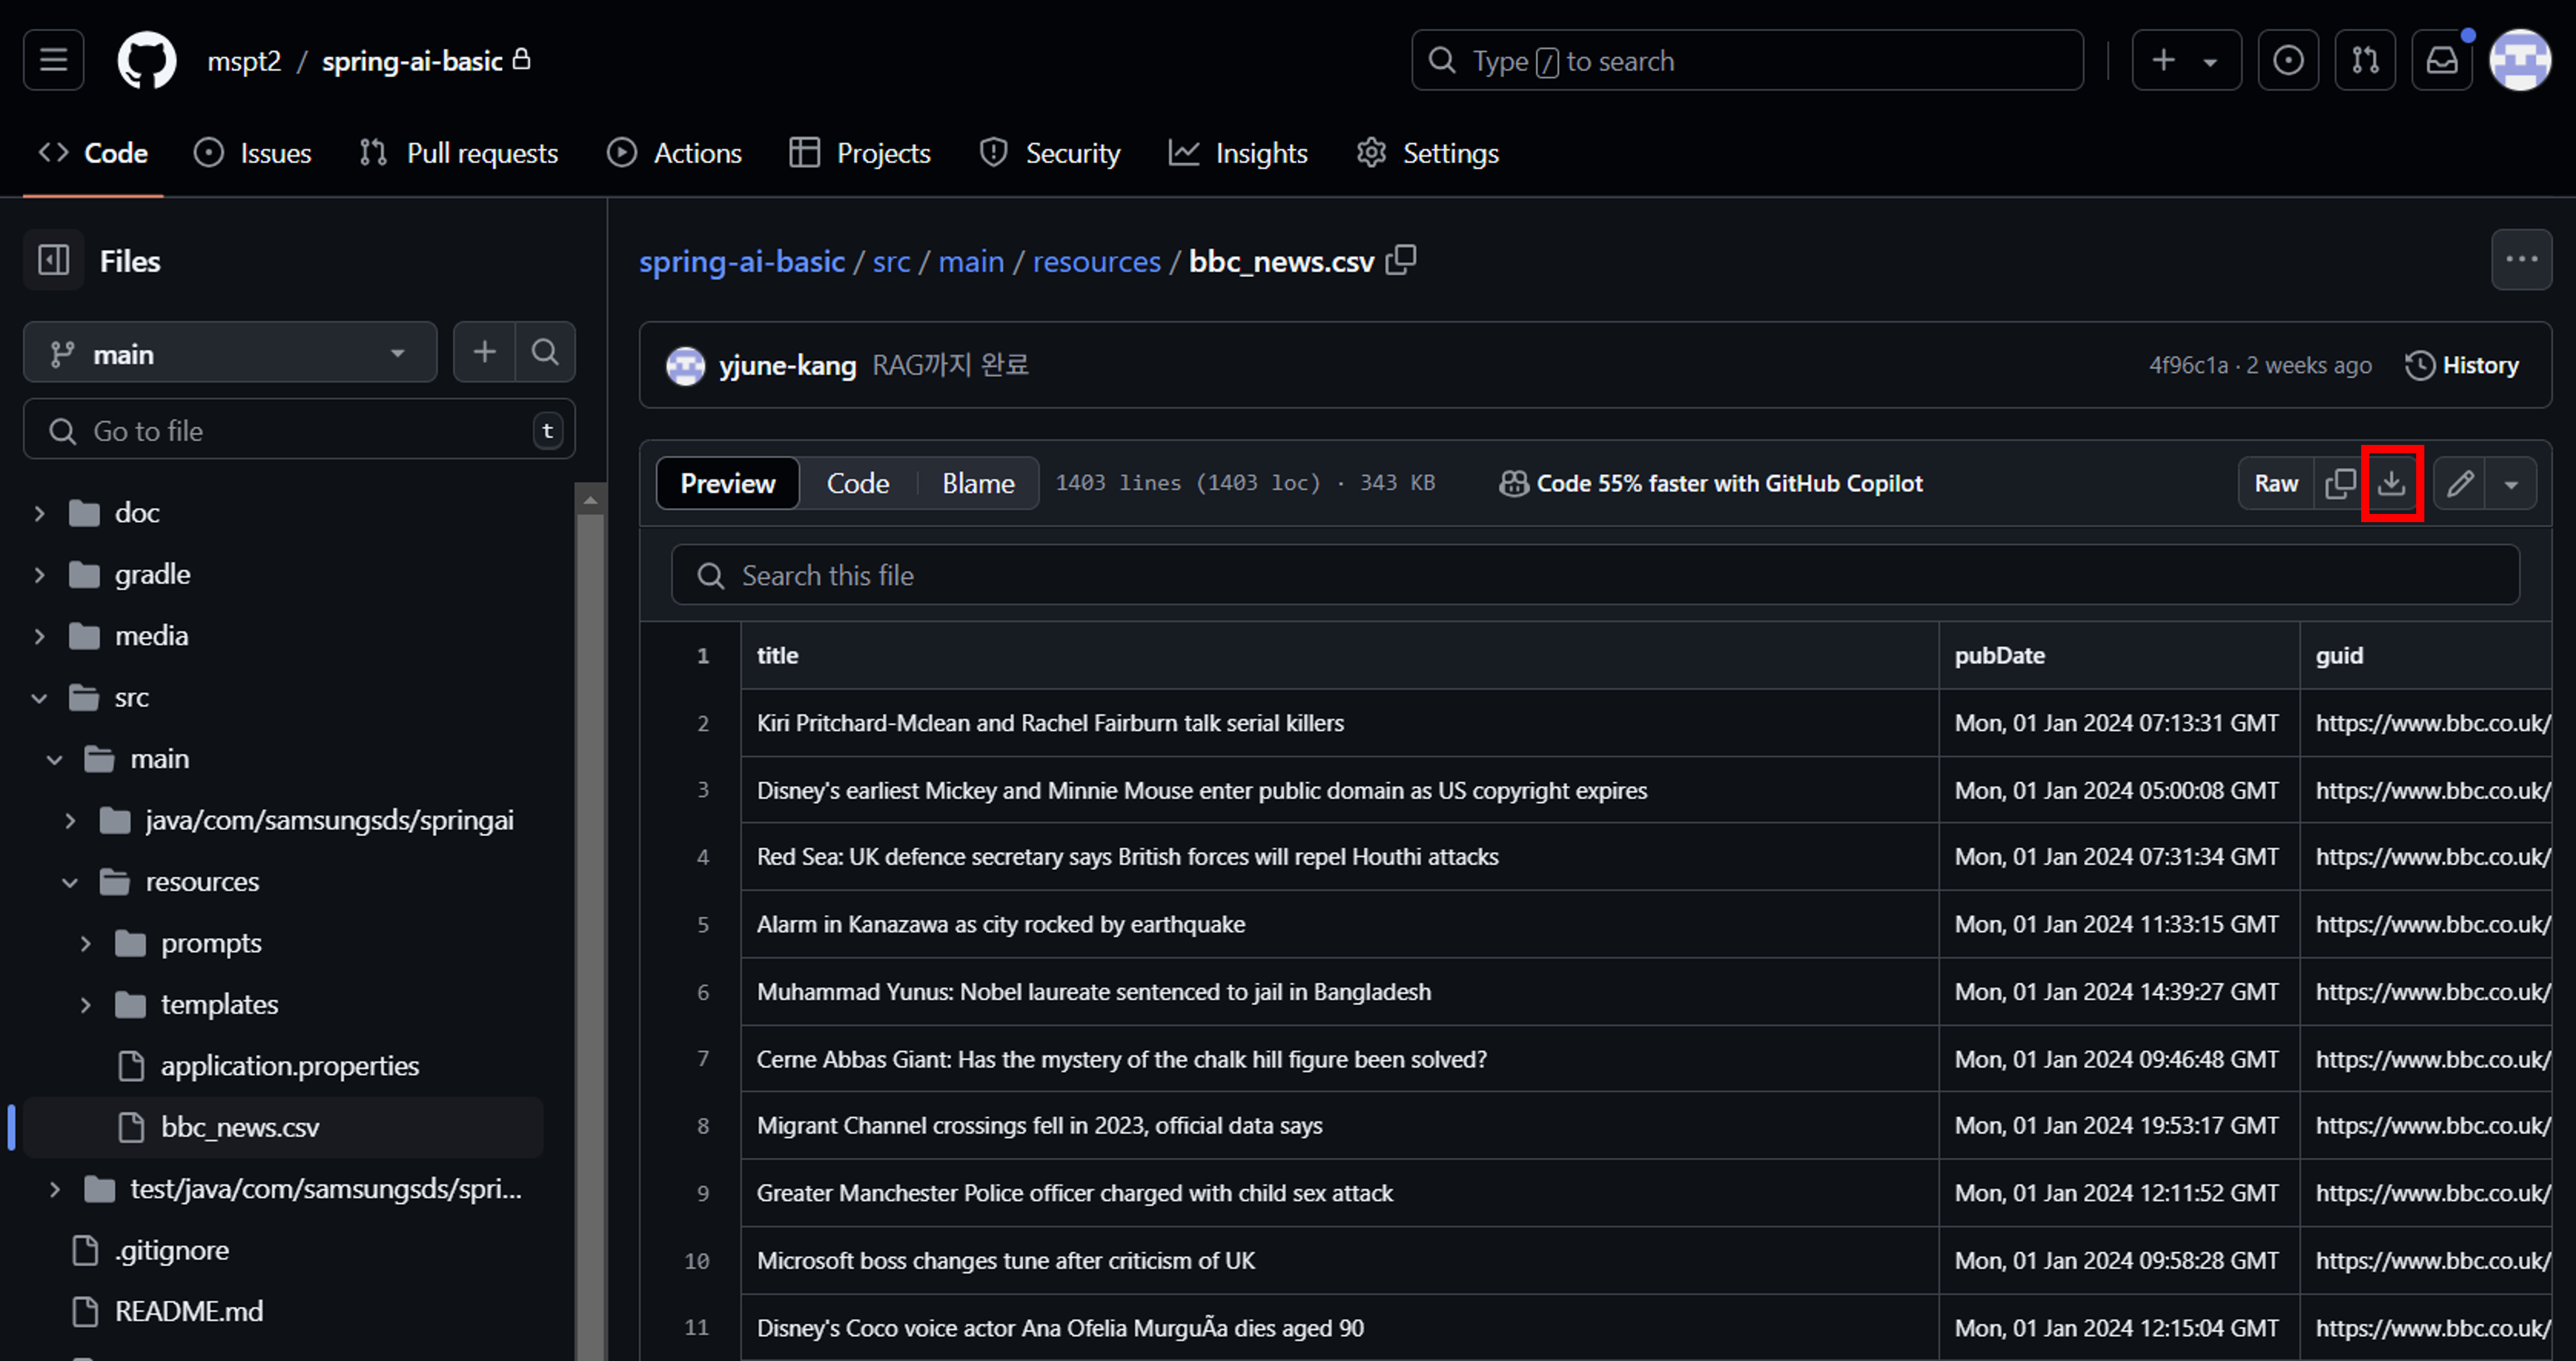 mspt2 / spring-ai-basic
Type / to search
Code
Issues
Pull requests
Actions
Projects
Security
Insights
Settings
Files
main
Go to file
t
doc
gradle
media
src
main
java/com/samsungsds/springai
resources
prompts
templates
application.properties
bbc_news.csv
test/java/com/samsungsds/spri...
.gitignore
README.md
spring-ai-basic / src / main / resources / bbc_news.csv
yjune-kang RAG까지 완료
4f96c1a · 2 weeks ago
History
Preview
Code
Blame
1403 lines (1403 loc) · 343 KB
Code 55% faster with GitHub Copilot
Raw
Search this file
1 title pubDate guid
2 Kiri Pritchard-Mclean and Rachel Fairburn talk serial killers Mon, 01 Jan 2024 07:13:31 GMT https://www.bbc.co.uk/
3 Disney's earliest Mickey and Minnie Mouse enter public domain as US copyright expires Mon, 01 Jan 2024 05:00:08 GMT https://www.bbc.co.uk/
4 Red Sea: UK defence secretary says British forces will repel Houthi attacks Mon, 01 Jan 2024 07:31:34 GMT https://www.bbc.co.uk/
5 Alarm in Kanazawa as city rocked by earthquake Mon, 01 Jan 2024 11:33:15 GMT https://www.bbc.co.uk/
6 Muhammad Yunus: Nobel laureate sentenced to jail in Bangladesh Mon, 01 Jan 2024 14:39:27 GMT https://www.bbc.co.uk/
7 Cerne Abbas Giant: Has the mystery of the chalk hill figure been solved? Mon, 01 Jan 2024 09:46:48 GMT https://www.bbc.co.uk/
8 Migrant Channel crossings fell in 2023, official data says Mon, 01 Jan 2024 19:53:17 GMT https://www.bbc.co.uk/
9 Greater Manchester Police officer charged with child sex attack Mon, 01 Jan 2024 12:11:52 GMT https://www.bbc.co.uk/
10 Microsoft boss changes tune after criticism of UK Mon, 01 Jan 2024 09:58:28 GMT https://www.bbc.co.uk/
11 Disney's Coco voice actor Ana Ofelia MurguÃa dies aged 90 Mon, 01 Jan 2024 12:15:04 GMT https://www.bbc.co.uk/